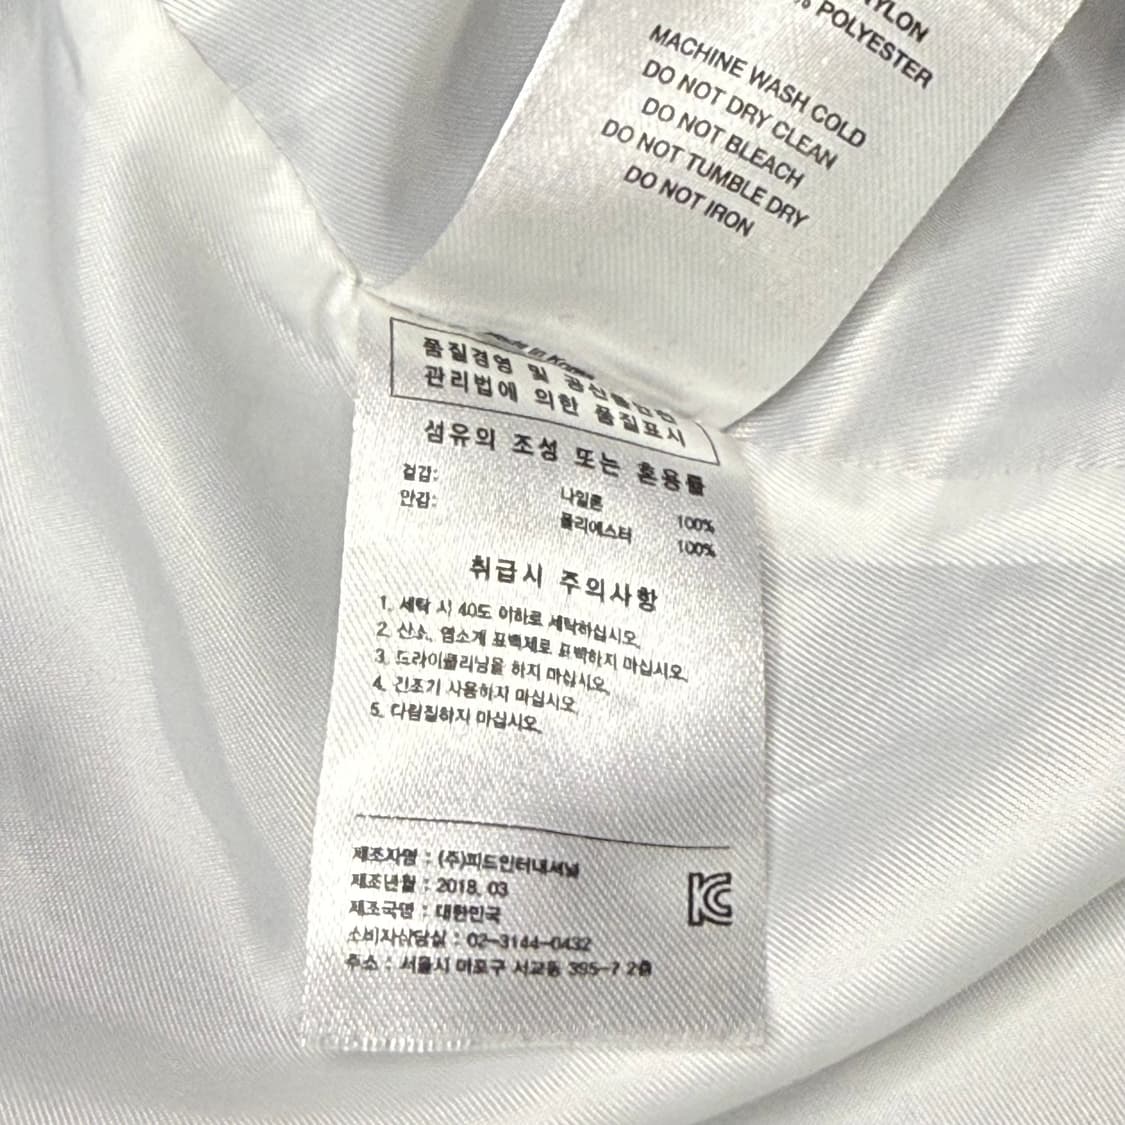 NYLON
% POLYESTER
MACHINE WASH COLD
DO NOT DRY CLEAN
DO NOT BLEACH
DO NOT TUMBLE DRY
DO NOT IRON
in Korea
품질경영 및
관리법에 의한 품질표시
섬유의 조성 또는 혼용률
겉감: 나일론 100%
안감: 폴리에스터 100%
취급시 주의사항
1. 세탁 시 40도 이하로 세탁하십시오.
2. 산소, 염소계 표백제로 표백하지 마십시오.
3. 드라이클리닝을 하지 마십시오.
4. 건조기 사용하지 마십시오.
5. 다림질하지 마십시오.
제조자명 : (주)피드인터내셔널
제조년월 : 2018. 03
제조국명 : 대한민국
소비자상담실 : 02-3144-0432
주소 : 서울시 마포구 서교동 395-7 2층